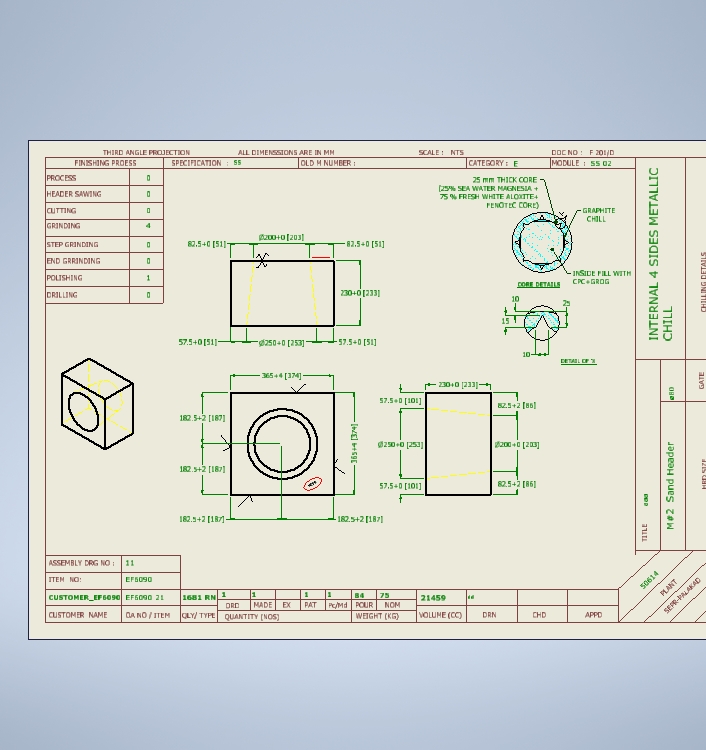 THIRD ANGLE PROJECTION ALL DIMENSSIONS ARE IN MM SCALE : NTS DOC NO : F 201/D
FINISHING PROESS SPECIFICATION : SS OLD M NUMBER : CATEGORY : E MODULE : SS 02
PROCESS 0
HEADER SAWING 0
CUTTING 0
GRINDING 4
STEP GRINDING 0
END GRRINDING 0
POLISHING 1
DRILLING 0
25 mm THICK CORE
(25% SEA WATER MAGNESIA +
75 % FRESH WHITE ALOXITE+
FENOTEC CORE)
GRAPHITE
CHILL
INSIDE FILL WITH
CPC+GROG
CORE DETAILS
10
25
15
10
DETAIL OF 'X'
Ø200+0 [203]
82.5+0 [51] 82.5+0 [51]
X
230+0 [233]
57.5+0 [51] Ø250+0 [253] 57.5+0 [51]
365+4 [374]
182.5+2 [187]
365+4 [374]
182.5+2 [187]
182.5+2 [187] 182.5+2 [187]
230+0 [233]
57.5+0 [101] 82.5+2 [86]
Ø250+0 [253] Ø200+0 [203]
57.5+0 [101] 82.5+2 [86]
INTERNAL 4 SIDES METALLIC
CHILL
CHILLING DETAILS
GATE
TITLE
M#2 Sand Header
50614
PLANT
SEPR-PALAKAD
ASSEMBLY DRG NO : 11
ITEM NO: EF6090
CUSTOMER_EF6090 EF6090 21 1681 RN 1 1 1 1 84 75 21459
ORD MADE EX PAT Pc/Md POUR NOM
CUSTOMER NAME OA NO / ITEM QLY/ TYPE QUANTITY (NOS) WEIGHT (KG) VOLUME (CC) DRN CHD APPD